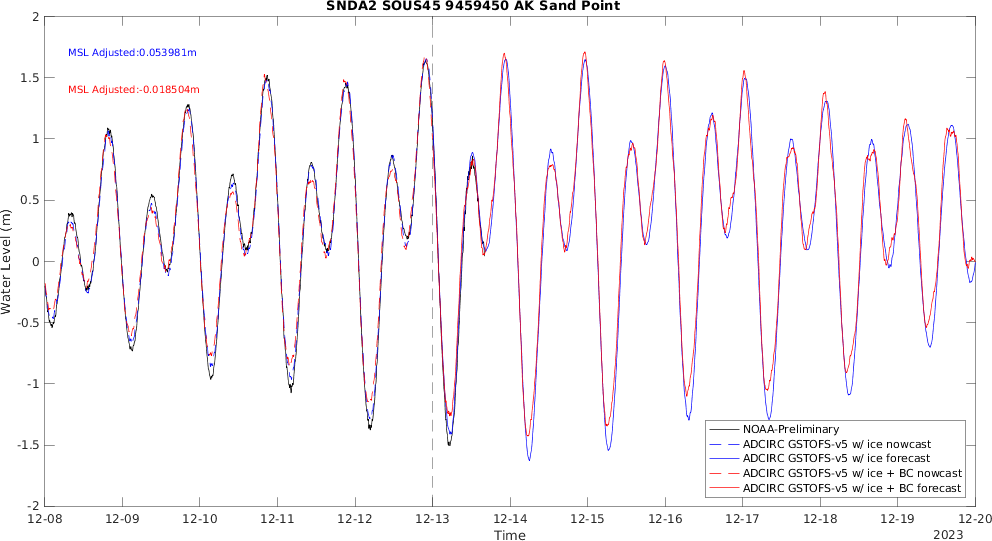 SNDA2 SOUS45 9459450 AK Sand Point
MSL Adjusted:0.053981m
MSL Adjusted:-0.018504m
Water Level (m)
2
1.5
1
0.5
0
-0.5
-1
-1.5
-2
NOAA-Preliminary
ADCIRC GSTOFS-v5 w/ ice nowcast
ADCIRC GSTOFS-v5 w/ ice forecast
ADCIRC GSTOFS-v5 w/ ice + BC nowcast
ADCIRC GSTOFS-v5 w/ ice + BC forecast
12-08 12-09 12-10 12-11 12-12 12-13 12-14 12-15 12-16 12-17 12-18 12-19 12-20
Time
2023